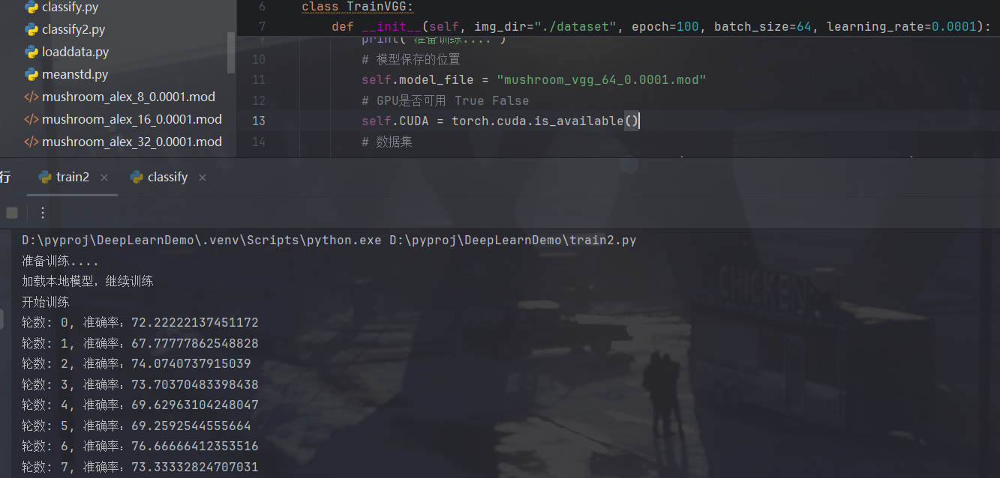 classify.py
classify2.py
loaddata.py
meanstd.py
mushroom_alex_8_0.0001.mod
mushroom_alex_16_0.0001.mod
mushroom_alex_32_0.0001.mod
6 class TrainVGG:
7 def __init__(self, img_dir="./dataset", epoch=100, batch_size=64, learning_rate=0.0001):
9 print("准备训练....")
10 # 模型保存的位置
11 self.model_file = "mushroom_vgg_64_0.0001.mod"
12 # GPU是否可用 True False
13 self.CUDA = torch.cuda.is_available()
14 # 数据集
行 train2 × classify ×
D:\pyproj\DeepLearnDemo\.venv\Scripts\python.exe D:\pyproj\DeepLearnDemo\train2.py
准备训练....
加载本地模型，继续训练
开始训练
轮数: 0, 准确率：72.22222137451172
轮数: 1, 准确率：67.77777862548828
轮数: 2, 准确率：74.0740737915039
轮数: 3, 准确率：73.70370483398438
轮数: 4, 准确率：69.62963104248047
轮数: 5, 准确率：69.2592544555664
轮数: 6, 准确率：76.66666412353516
轮数: 7, 准确率：73.33332824707031
CHICKEN